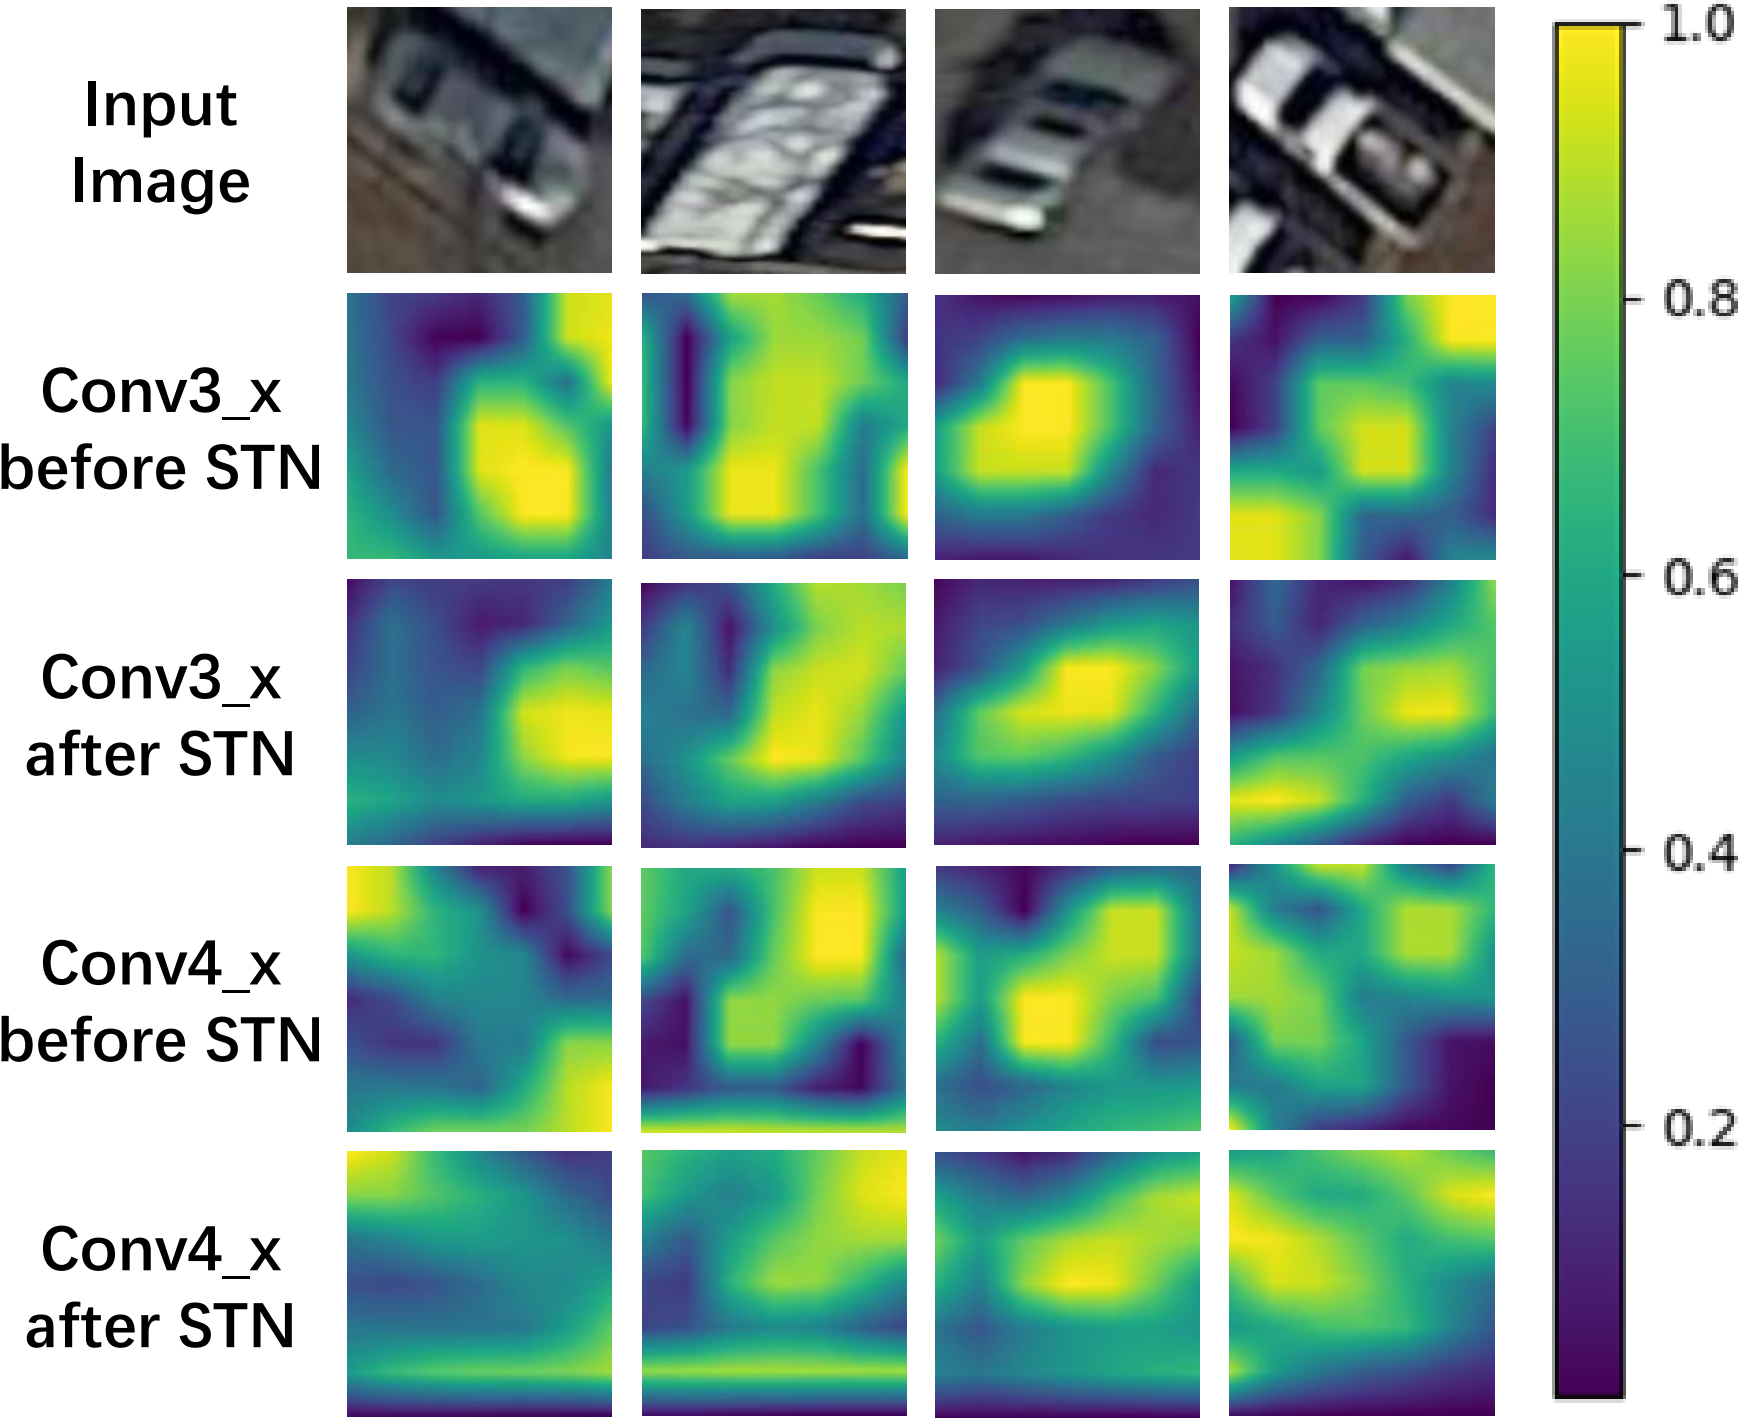 Input
Image
Conv3_x
before STN
Conv3_x
after STN
Conv4_x
before STN
Conv4_x
after STN
1.0
0.8
0.6
0.4
0.2